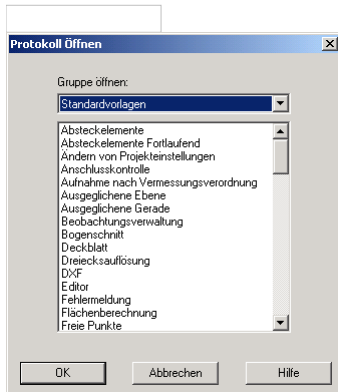 Protokoll Öffnen
Gruppe öffnen:
Standardvorlagen
Absteckelemente
Absteckelemente Fortlaufend
Ändern von Projekteinstellungen
Anschlusskontrolle
Aufnahme nach Vermessungsverordnung
Ausgeglichene Ebene
Ausgeglichene Gerade
Beobachtungsverwaltung
Bogenschnitt
Deckblatt
Dreiecksauflösung
DXF
Editor
Fehlermeldung
Flächenberechnung
Freie Punkte
OK Abbrechen Hilfe